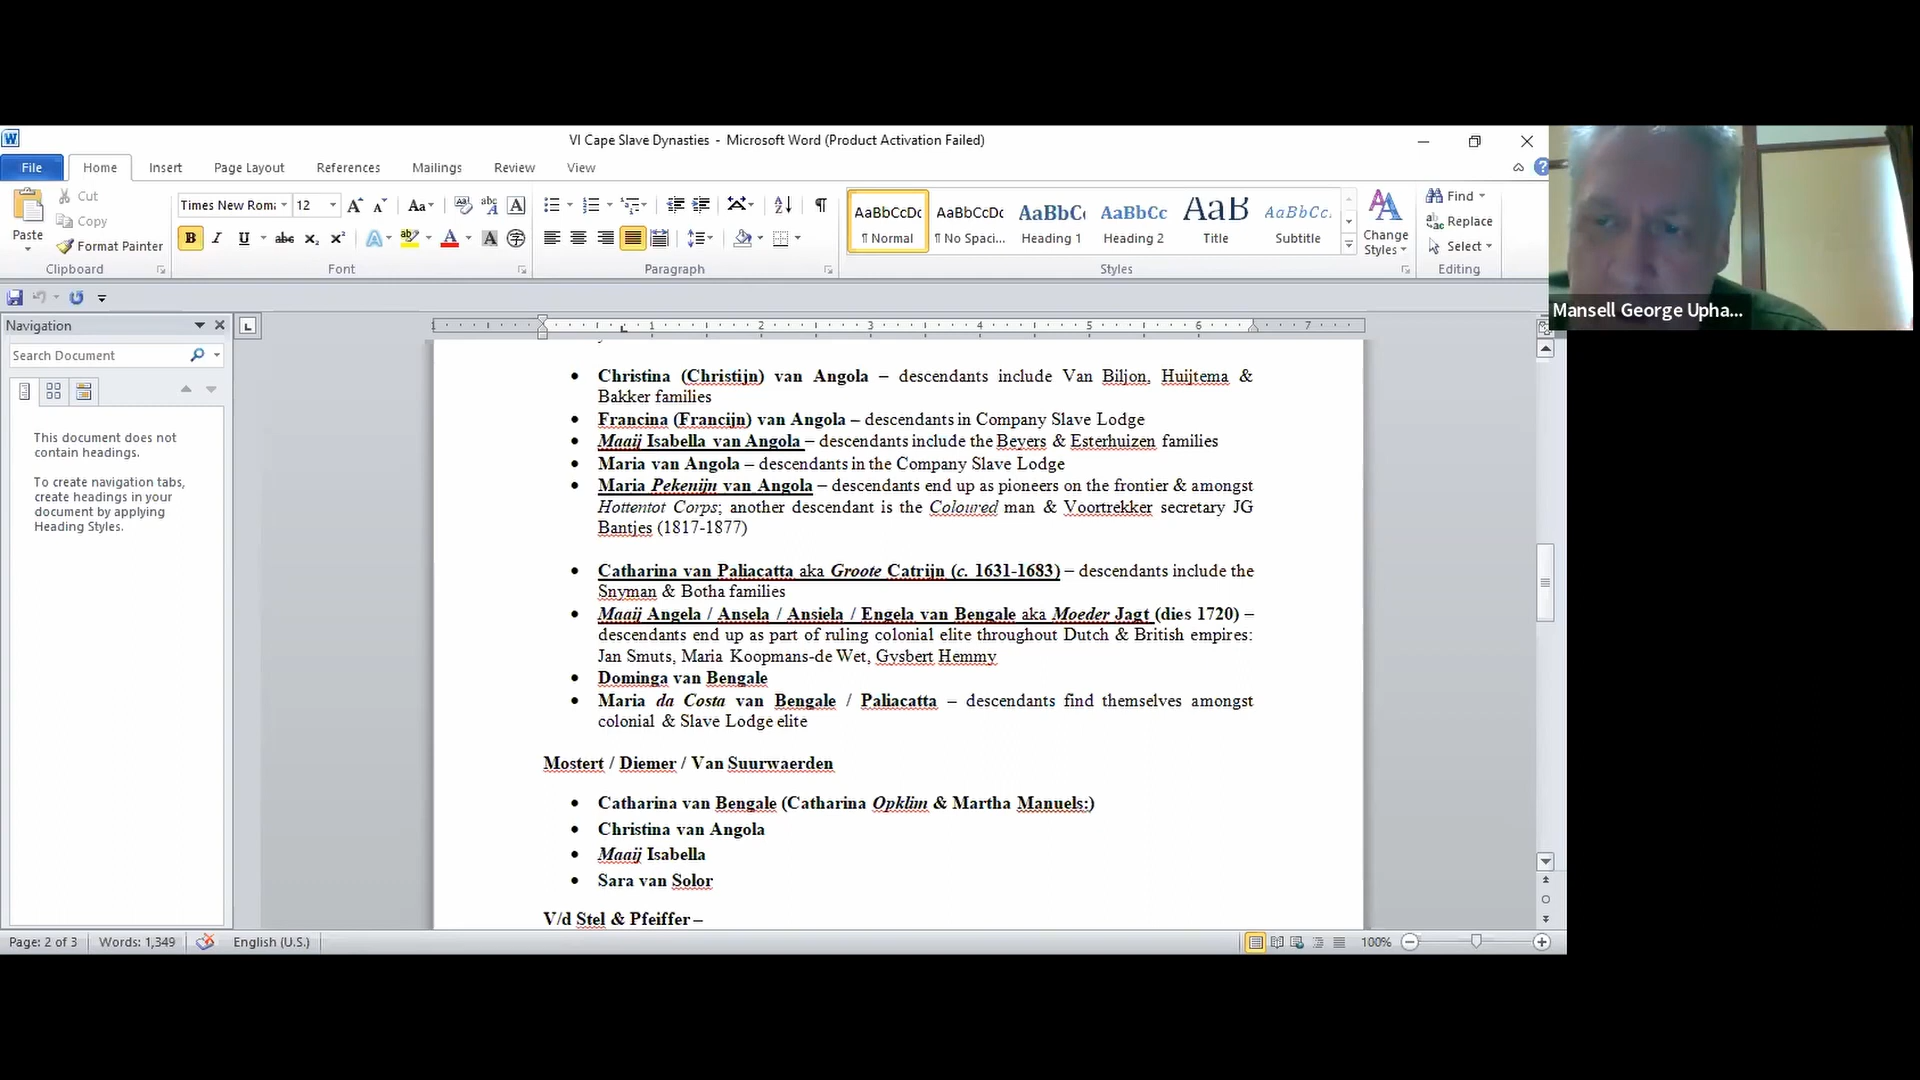 VI Cape Slave Dynasties - Microsoft Word (Product Activation Failed)
File Home Insert Page Layout References Mailings Review View
Paste
Cut
Copy
Format Painter
Clipboard
Times New Roma 12
Font
Paragraph
AaBbCcDc AaBbCcDc AaBbC AaBbCc AaB AaBbCc.
¶ Normal ¶ No Spaci... Heading 1 Heading 2 Title Subtitle
Change Styles
Styles
Find
Replace
Select
Editing
Mansell George Upha...
Navigation
Search Document
This document does not
contain headings.
To create navigation tabs,
create headings in your
document by applying
Heading Styles.
1 1 2 3 4 5 6 7
• Christina (Christijn) van Angola – descendants include Van Biljon, Huijtema &
Bakker families
• Francina (Francijn) van Angola – descendants in Company Slave Lodge
• Maaij Isabella van Angola – descendants include the Beyers & Esterhuizen families
• Maria van Angola – descendants in the Company Slave Lodge
• Maria Pekenijn van Angola – descendants end up as pioneers on the frontier & amongst
Hottentot Corps; another descendant is the Coloured man & Voortrekker secretary JG
Bantjes (1817-1877)
• Catharina van Paliacatta aka Groote Catrijn (c. 1631-1683) – descendants include the
Snyman & Botha families
• Maaij Angela / Ansela / Ansiela / Engela van Bengale aka Moeder Jagt (dies 1720) –
descendants end up as part of ruling colonial elite throughout Dutch & British empires:
Jan Smuts, Maria Koopmans-de Wet, Gysbert Hemmy
• Dominga van Bengale
• Maria da Costa van Bengale / Paliacatta – descendants find themselves amongst
colonial & Slave Lodge elite
Mostert / Diemer / Van Suurwaerden
• Catharina van Bengale (Catharina Opklim & Martha Manuels:)
• Christina van Angola
• Maaij Isabella
• Sara van Solor
V/d Stel & Pfeiffer –
Page: 2 of 3 Words: 1,349 English (U.S.) 100%